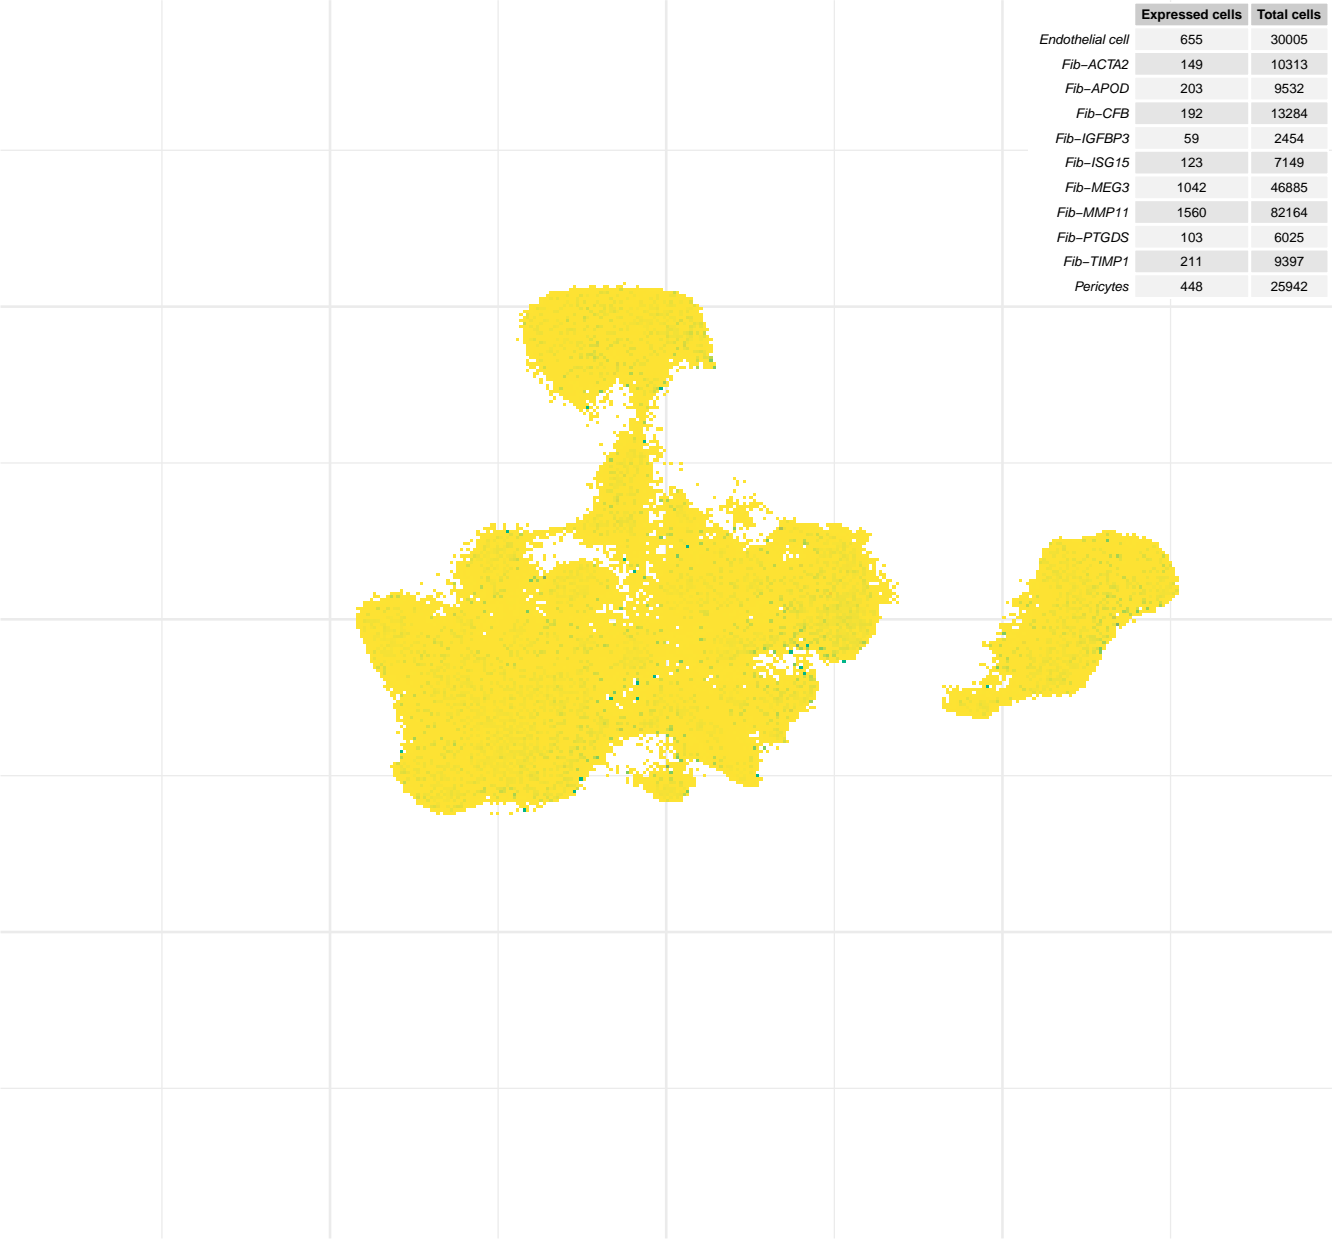 Expressed cells Total cells
Endothelial cell 655 30005
Fib−ACTA2 149 10313
Fib−APOD 203 9532
Fib−CFB 192 13284
Fib−IGFBP3 59 2454
Fib−ISG15 123 7149
Fib−MEG3 1042 46885
Fib−MMP11 1560 82164
Fib−PTGDS 103 6025
Fib−TIMP1 211 9397
Pericytes 448 25942